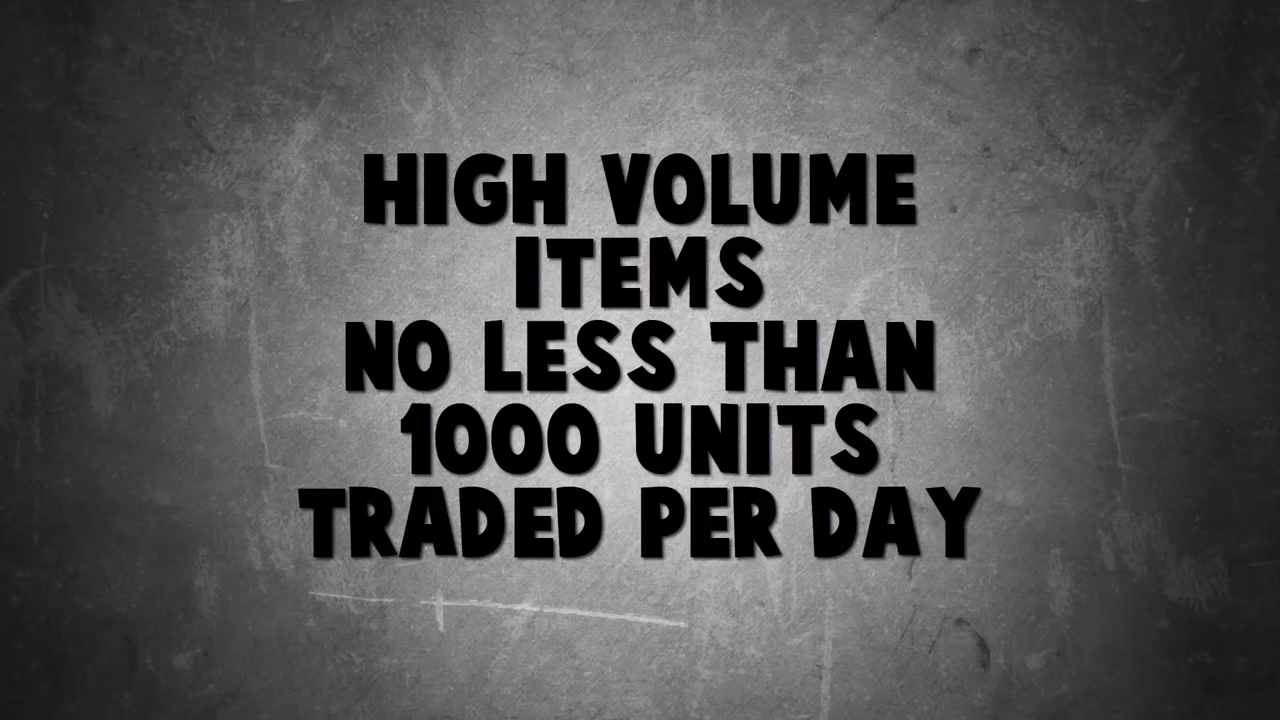 HIGH VOLUME
ITEMS
NO LESS THAN
1000 UNITS
TRADED PER DAY